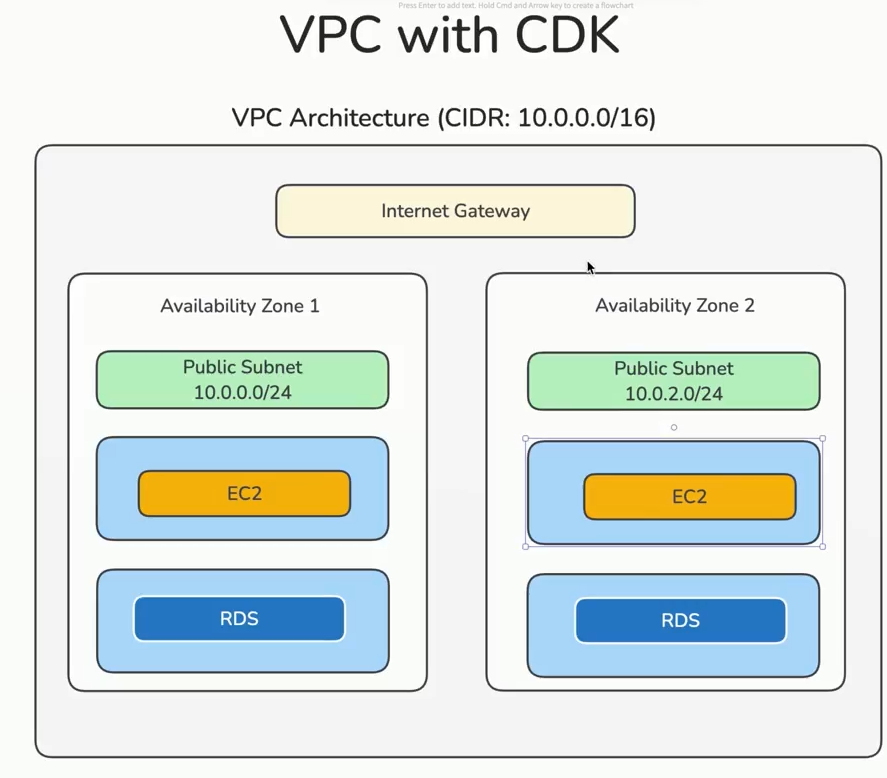 Press Enter to add text. Hold Cmd and Arrow key to create a flowchart
VPC with CDK
VPC Architecture (CIDR: 10.0.0.0/16)
Internet Gateway
Availability Zone 1
Public Subnet
10.0.0.0/24
EC2
RDS
Availability Zone 2
Public Subnet
10.0.2.0/24
EC2
RDS